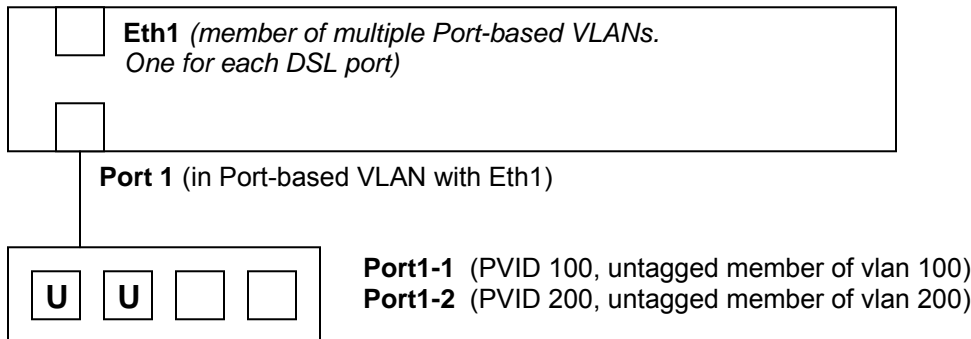 Eth1 (member of multiple Port-based VLANs.
One for each DSL port)
Port 1 (in Port-based VLAN with Eth1)
U U
Port1-1 (PVID 100, untagged member of vlan 100)
Port1-2 (PVID 200, untagged member of vlan 200)